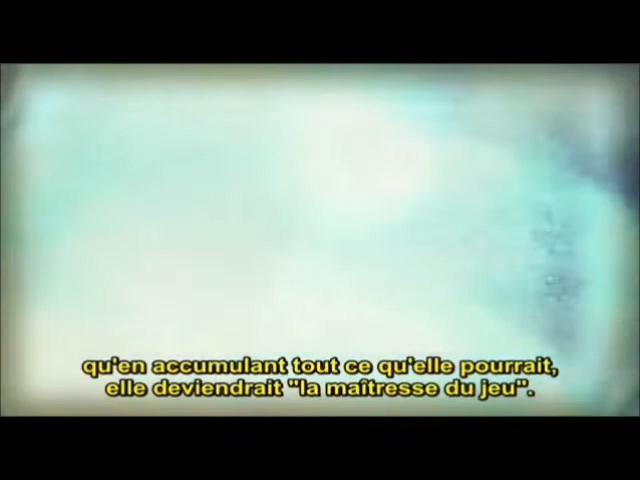 qu'en accumulant tout ce qu'elle pourrait,
elle deviendrait "la maîtresse du jeu".